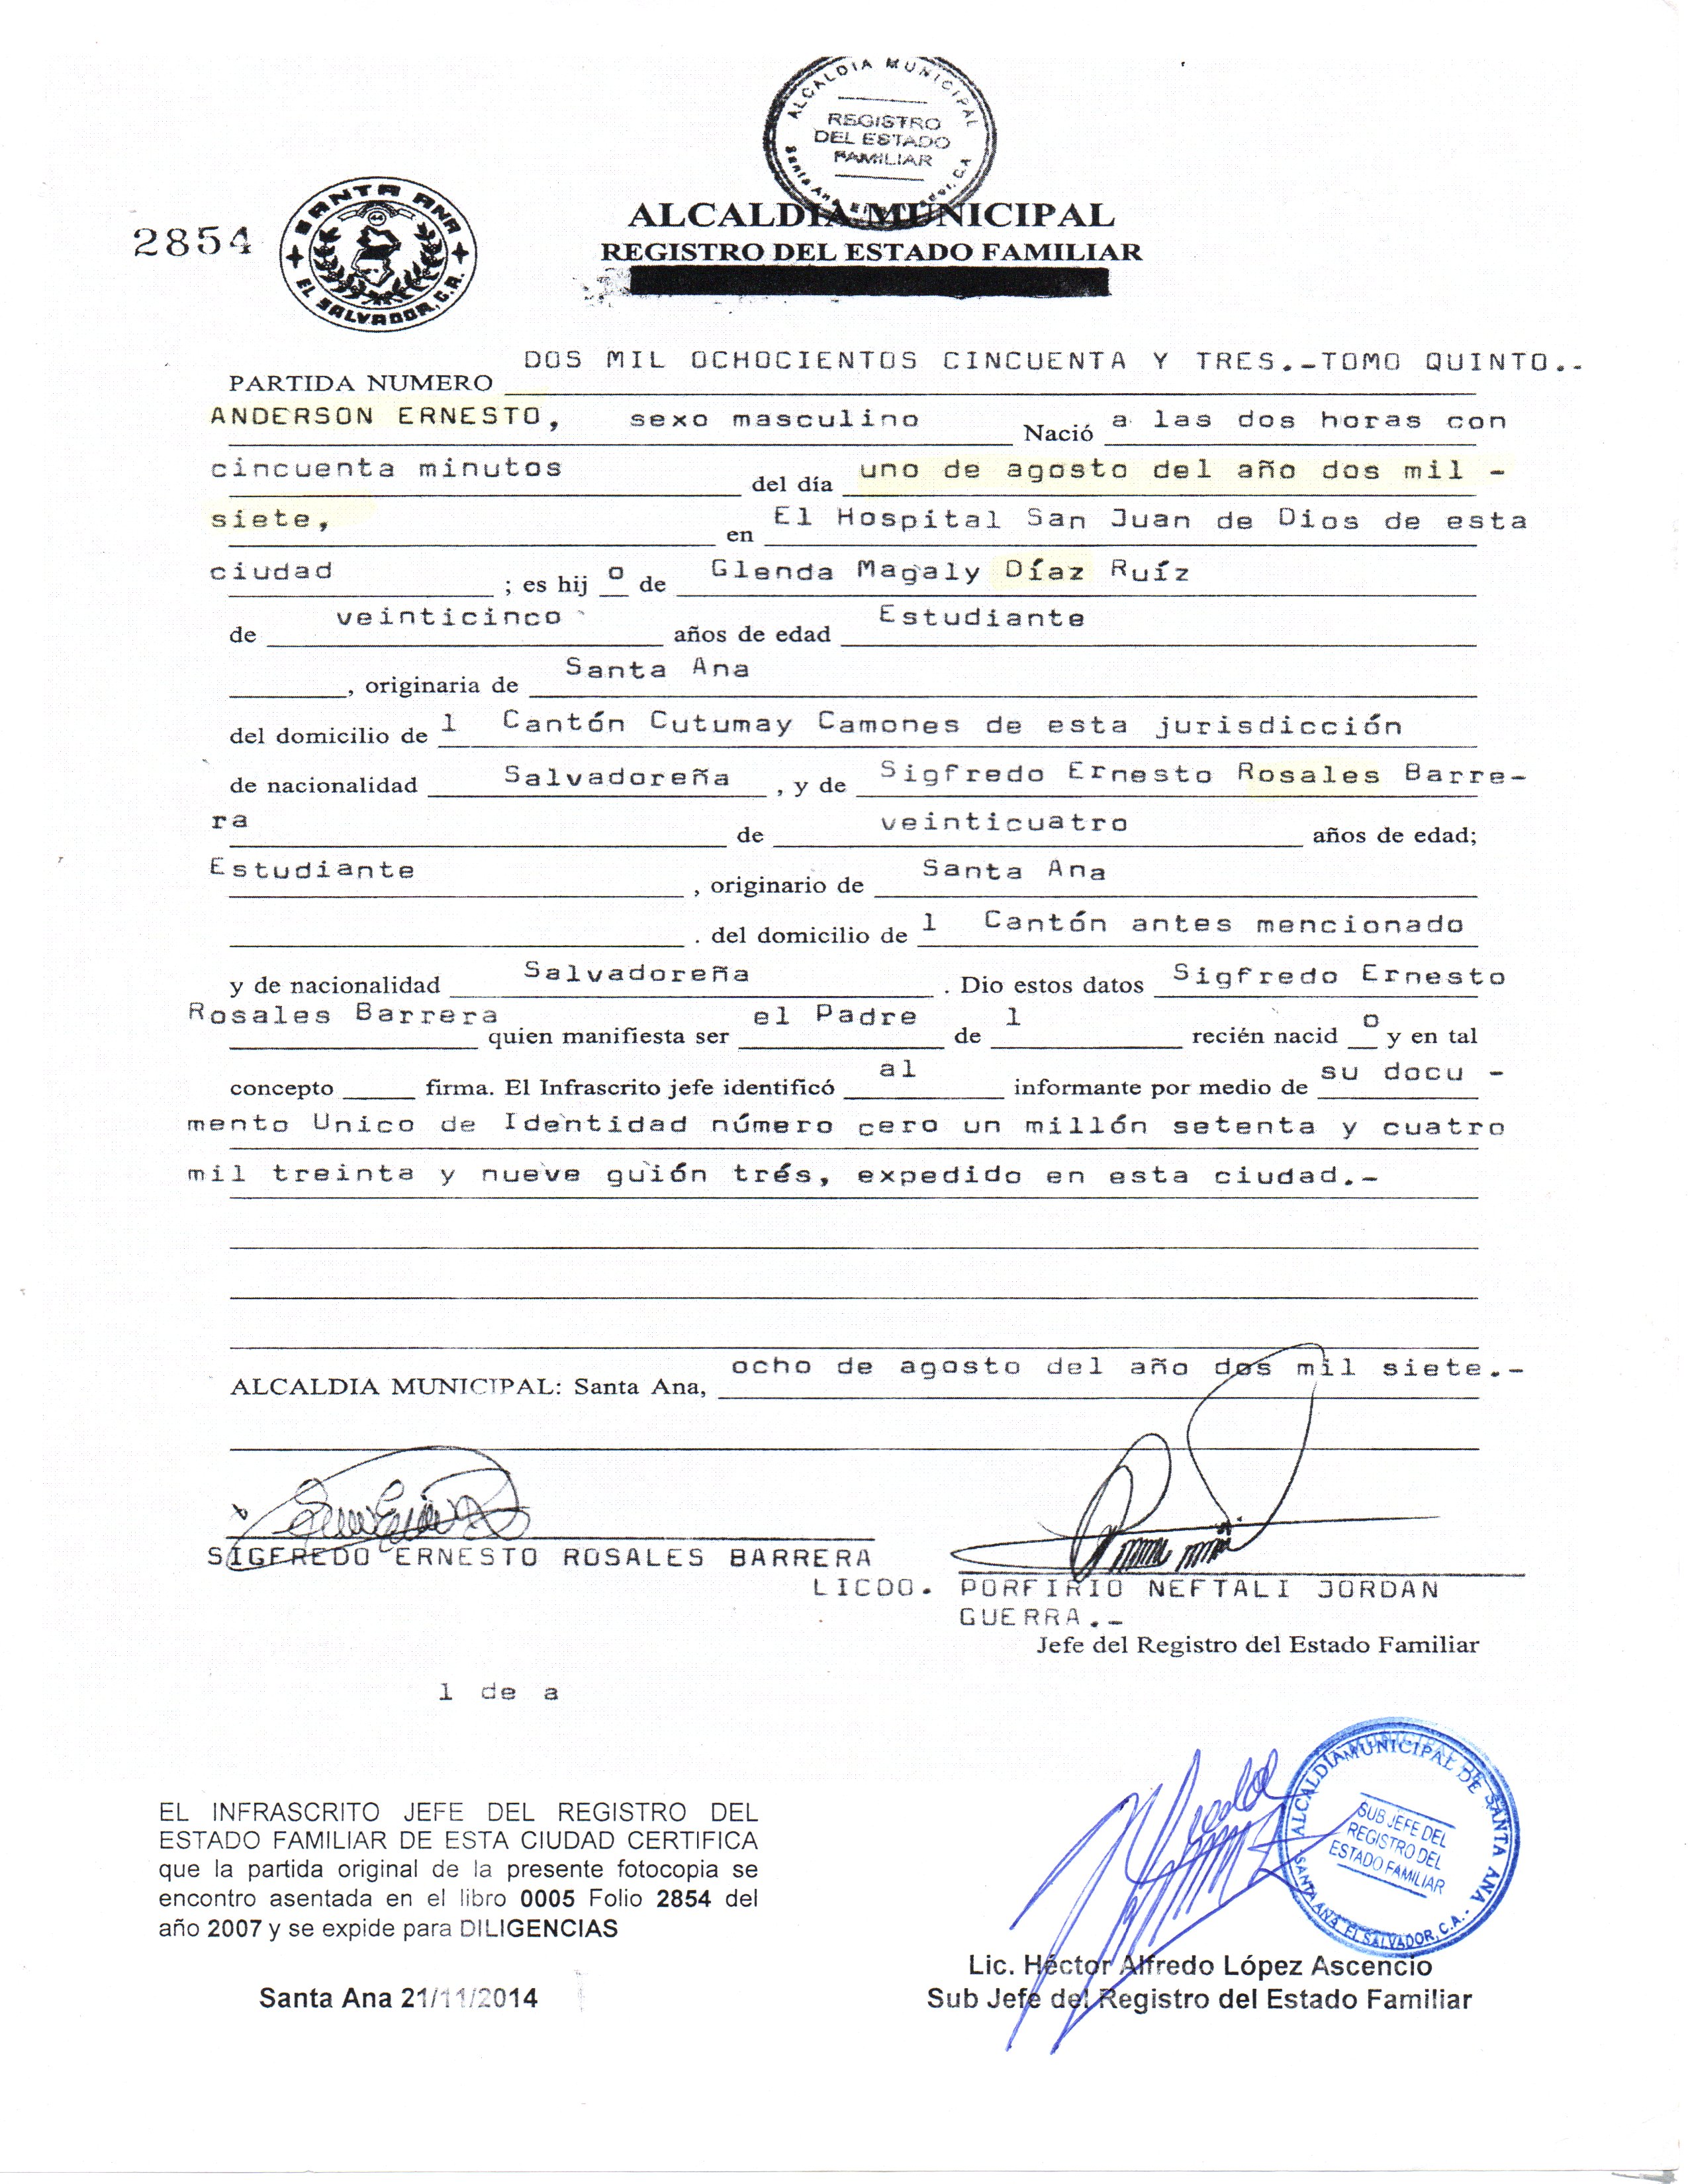 ALCALDIA MUNICIPAL
REGISTRO
DEL ESTADO
FAMILIAR
Santa Ana El Salvador, C.A
2854
SANTA ANA
EL SALVADOR, C.A.
ALCALDIA MUNICIPAL
REGISTRO DEL ESTADO FAMILIAR
PARTIDA NUMERO DOS MIL OCHOCIENTOS CINCUENTA Y TRES.-TOMO QUINTO.-
ANDERSON ERNESTO, sexo masculino Nació a las dos horas con
cincuenta minutos del día uno de agosto del año dos mil -
siete, en El Hospital San Juan de Dios de esta
ciudad ; es hij o de Glenda Magaly Díaz Ruíz
de veinticinco años de edad Estudiante
, originaria de Santa Ana
del domicilio de l Cantón Cutumay Camones de esta jurisdicción
de nacionalidad Salvadoreña , y de Sigfredo Ernesto Rosales Barre-
ra de veinticuatro años de edad;
Estudiante , originario de Santa Ana
. del domicilio de l Cantón antes mencionado
y de nacionalidad Salvadoreña . Dio estos datos Sigfredo Ernesto
Rosales Barrera quien manifiesta ser el Padre de l recién nacid o y en tal
concepto firma. El Infrascrito jefe identificó al informante por medio de su docu -
mento Unico de Identidad número cero un millón setenta y cuatro
mil treinta y nueve guión trés, expedido en esta ciudad.-
ALCALDIA MUNICIPAL: Santa Ana, ocho de agosto del año dos mil siete.-
SIGFREDO ERNESTO ROSALES BARRERA
LICDO. PORFIRIO NEFTALI JORDAN
GUERRA.-
Jefe del Registro del Estado Familiar
l de a
EL INFRASCRITO JEFE DEL REGISTRO DEL
ESTADO FAMILIAR DE ESTA CIUDAD CERTIFICA
que la partida original de la presente fotocopia se
encontro asentada en el libro 0005 Folio 2854 del
año 2007 y se expide para DILIGENCIAS
Santa Ana 21/11/2014
ALCALDIA MUNICIPAL DE SANTA ANA
SUB JEFE DEL
REGISTRO DEL
ESTADO FAMILIAR
SANTA ANA, EL SALVADOR, C.A.-
Lic. Héctor Alfredo López Ascencio
Sub Jefe del Registro del Estado Familiar